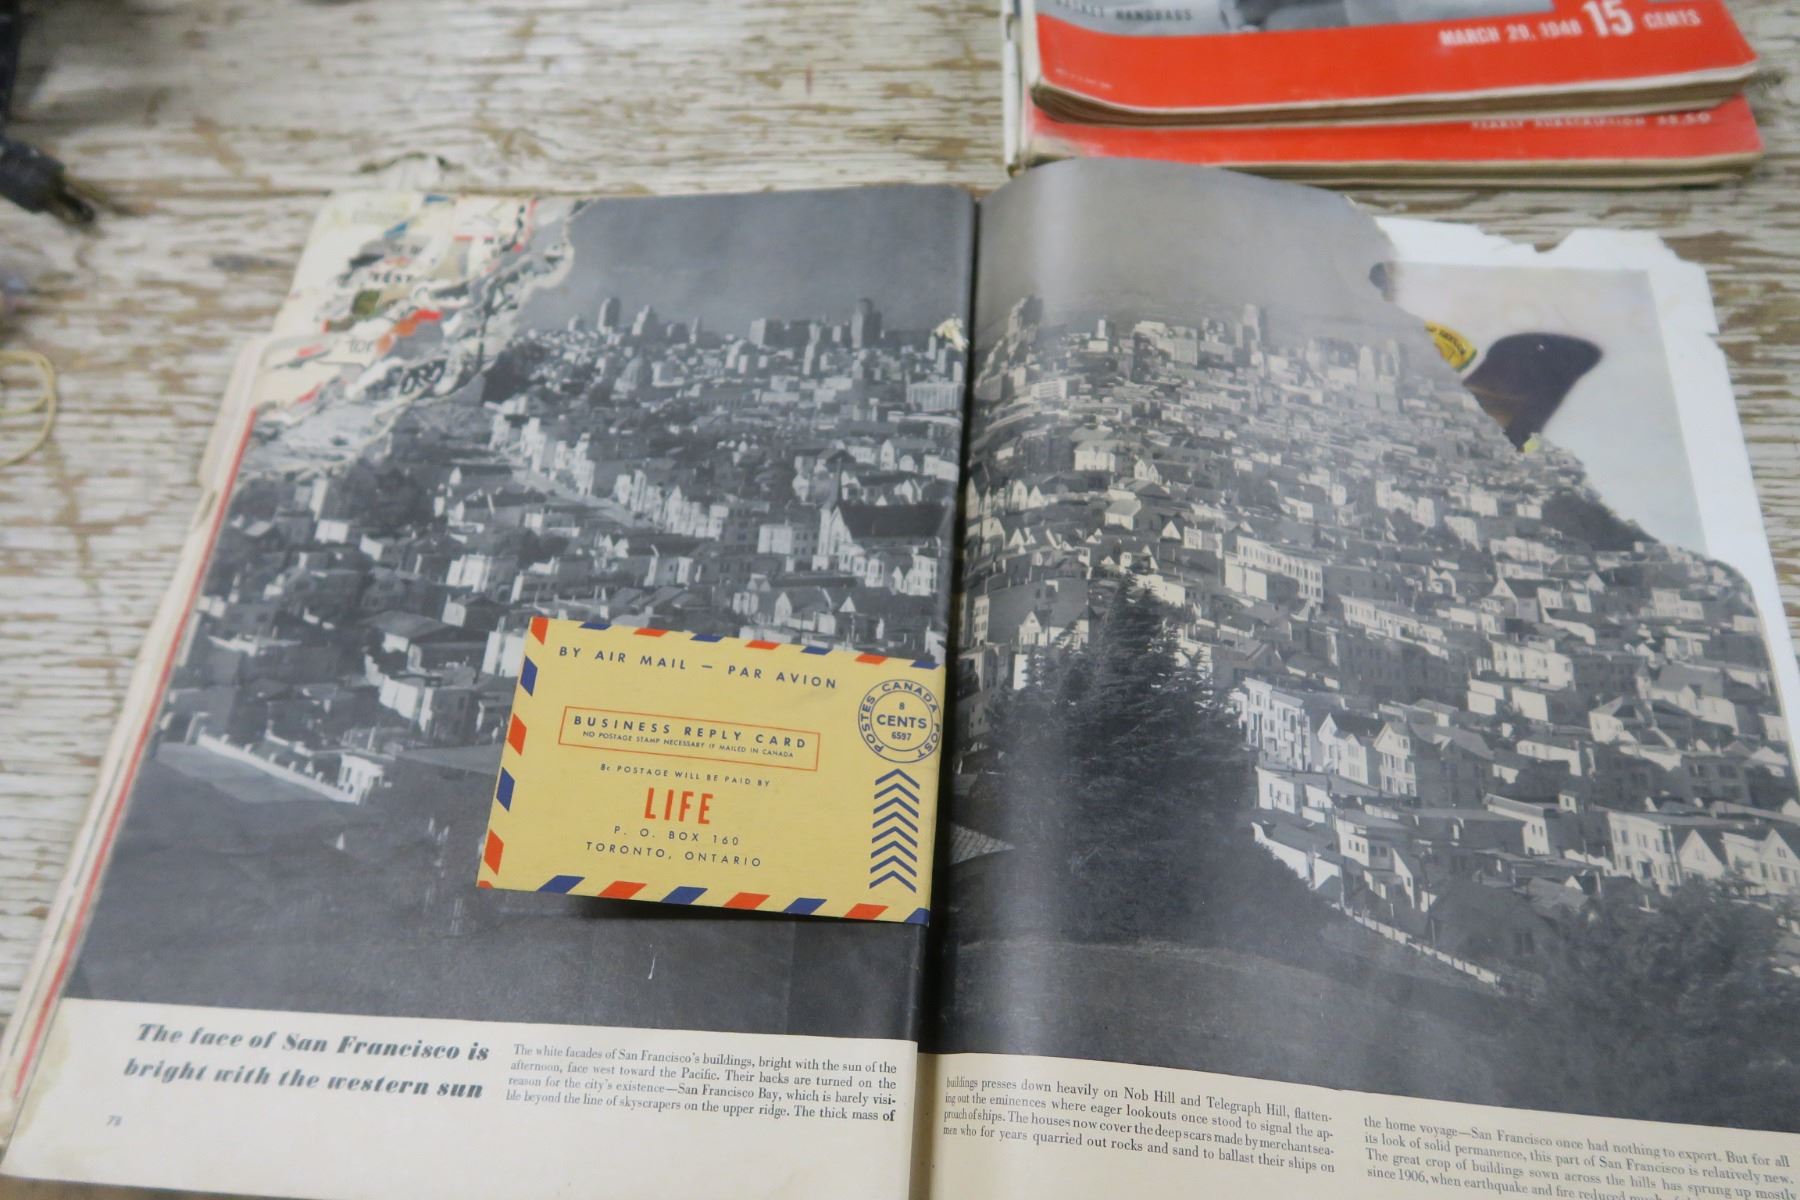 BASKET HANDBAGS
MARCH 29, 1948 15 CENTS
YEARLY SUBSCRIPTION $5.50
BY AIR MAIL — PAR AVION
POSTES CANADA POST
8
CENTS
6597
BUSINESS REPLY CARD
NO POSTAGE STAMP NECESSARY IF MAILED IN CANADA
8c POSTAGE WILL BE PAID BY
LIFE
P. O. BOX 160
TORONTO, ONTARIO
The face of San Francisco is
bright with the western sun
78
The white facades of San Francisco's buildings, bright with the sun of the
afternoon, face west toward the Pacific. Their backs are turned on the
reason for the city's existence—San Francisco Bay, which is barely visi-
ble beyond the line of skyscrapers on the upper ridge. The thick mass of
buildings presses down heavily on Nob Hill and Telegraph Hill, flatten-
ing out the eminences where eager lookouts once stood to signal the ap-
proach of ships. The houses now cover the deep scars made by merchant sea-
men who for years quarried out rocks and sand to ballast their ships on
the home voyage—San Francisco once had nothing to export. But for all
its look of solid permanence, this part of San Francisco is relatively new.
The great crop of buildings sown across the hills has sprung up mostly
since 1906, when earthquake and fire reduced